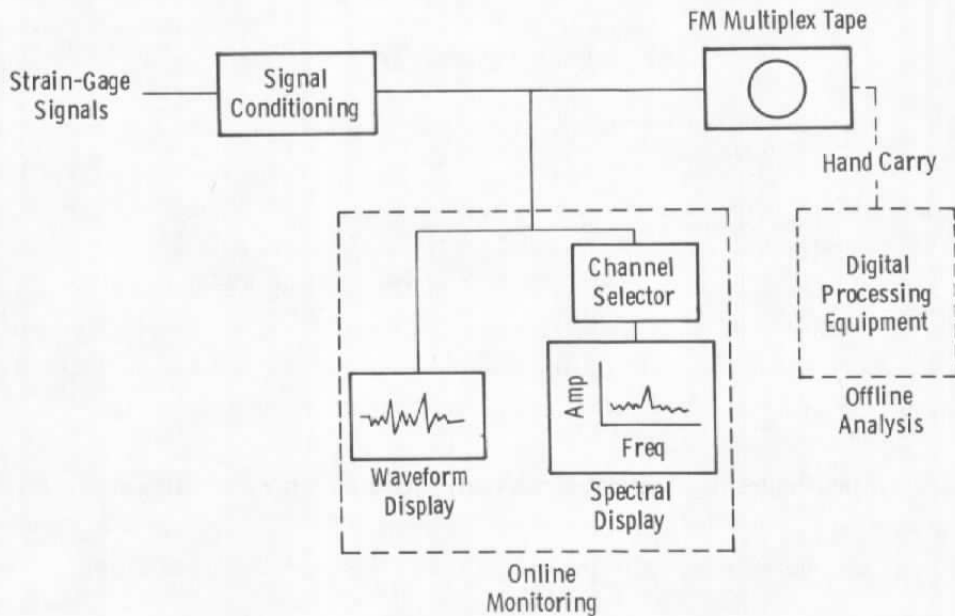 FM Multiplex Tape
Strain-Gage
Signals
Signal
Conditioning
Hand Carry
Channel
Selector
Digital
Processing
Equipment
Amp
Freq
Offline
Analysis
Waveform
Display
Spectral
Display
Online
Monitoring